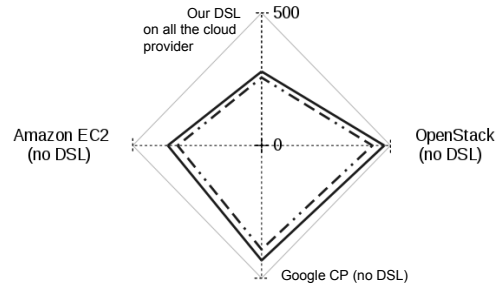 Our DSL
on all the cloud
provider
500
Amazon EC2
(no DSL)
0
OpenStack
(no DSL)
Google CP (no DSL)